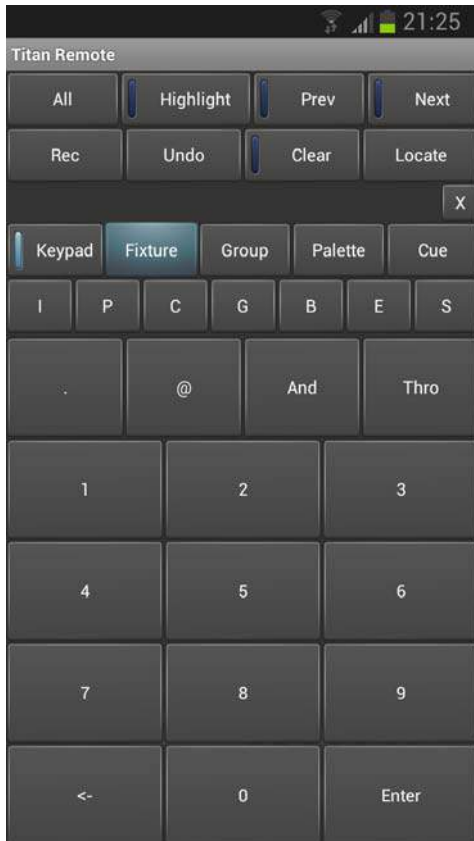 21:25
Titan Remote
All Highlight Prev Next
Rec Undo Clear Locate
X
Keypad Fixture Group Palette Cue
I P C G B E S
. @ And Thro
1 2 3
4 5 6
7 8 9
<- 0 Enter